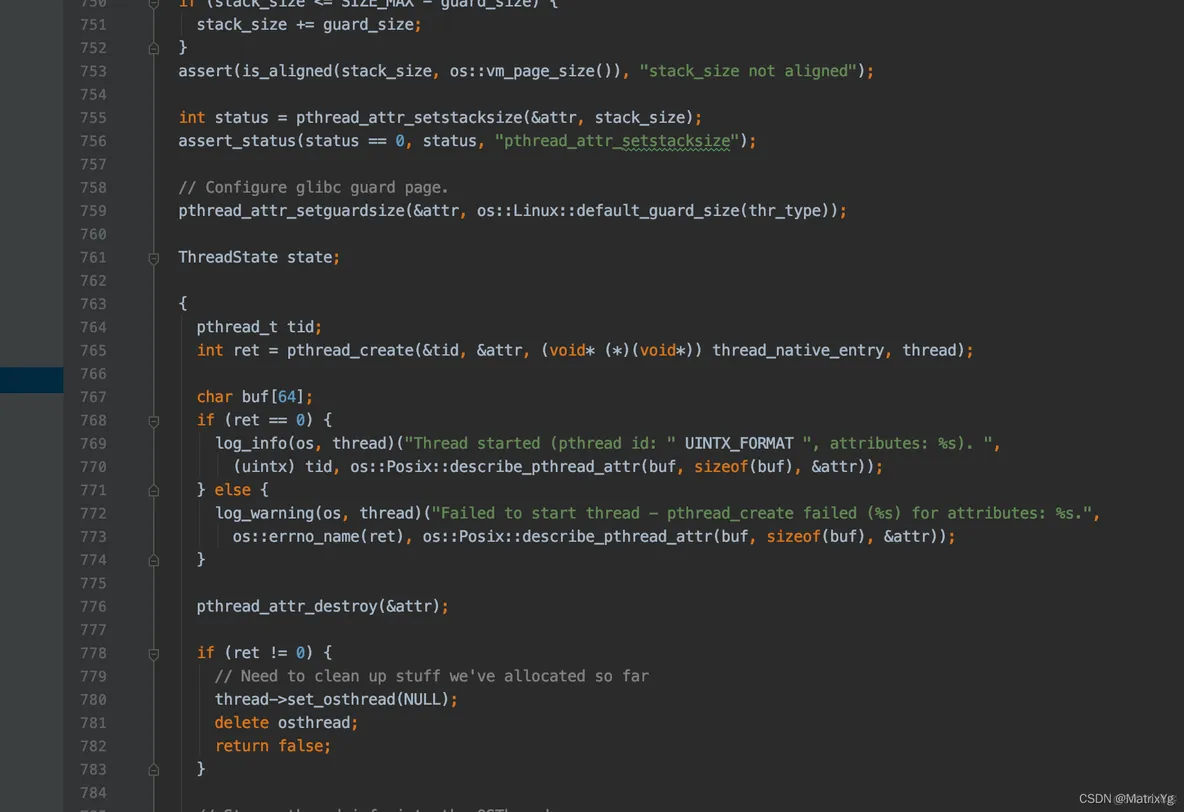 750 if (stack_size <= SIZE_MAX - guard_size) {
751 stack_size += guard_size;
752 }
753 assert(is_aligned(stack_size, os::vm_page_size()), "stack_size not aligned");
754
755 int status = pthread_attr_setstacksize(&attr, stack_size);
756 assert_status(status == 0, status, "pthread_attr_setstacksize");
757
758 // Configure glibc guard page.
759 pthread_attr_setguardsize(&attr, os::Linux::default_guard_size(thr_type));
760
761 ThreadState state;
762
763 {
764 pthread_t tid;
765 int ret = pthread_create(&tid, &attr, (void* (*)(void*)) thread_native_entry, thread);
766
767 char buf[64];
768 if (ret == 0) {
769 log_info(os, thread)("Thread started (pthread id: " UINTX_FORMAT ", attributes: %s). ",
770 (uintx) tid, os::Posix::describe_pthread_attr(buf, sizeof(buf), &attr));
771 } else {
772 log_warning(os, thread)("Failed to start thread - pthread_create failed (%s) for attributes: %s.",
773 os::errno_name(ret), os::Posix::describe_pthread_attr(buf, sizeof(buf), &attr));
774 }
775
776 pthread_attr_destroy(&attr);
777
778 if (ret != 0) {
779 // Need to clean up stuff we've allocated so far
780 thread->set_osthread(NULL);
781 delete osthread;
782 return false;
783 }
784
CSDN @MatrixYg